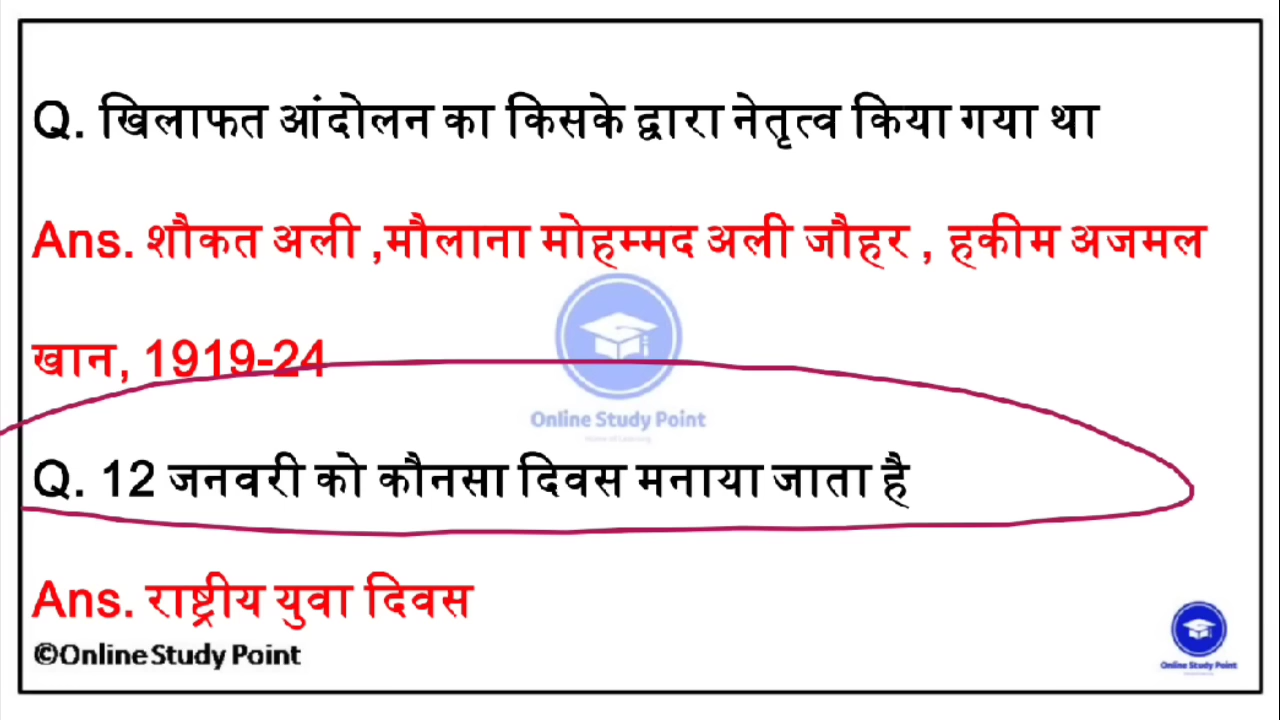 Q. खिलाफत आंदोलन का किसके द्वारा नेतृत्व किया गया था
Ans. शौकत अली ,मौलाना मोहम्मद अली जौहर , हकीम अजमल
खान, 1919-24
Online Study Point
Q. 12 जनवरी को कौनसा दिवस मनाया जाता है
Ans. राष्ट्रीय युवा दिवस
©Online Study Point
Online Study Point